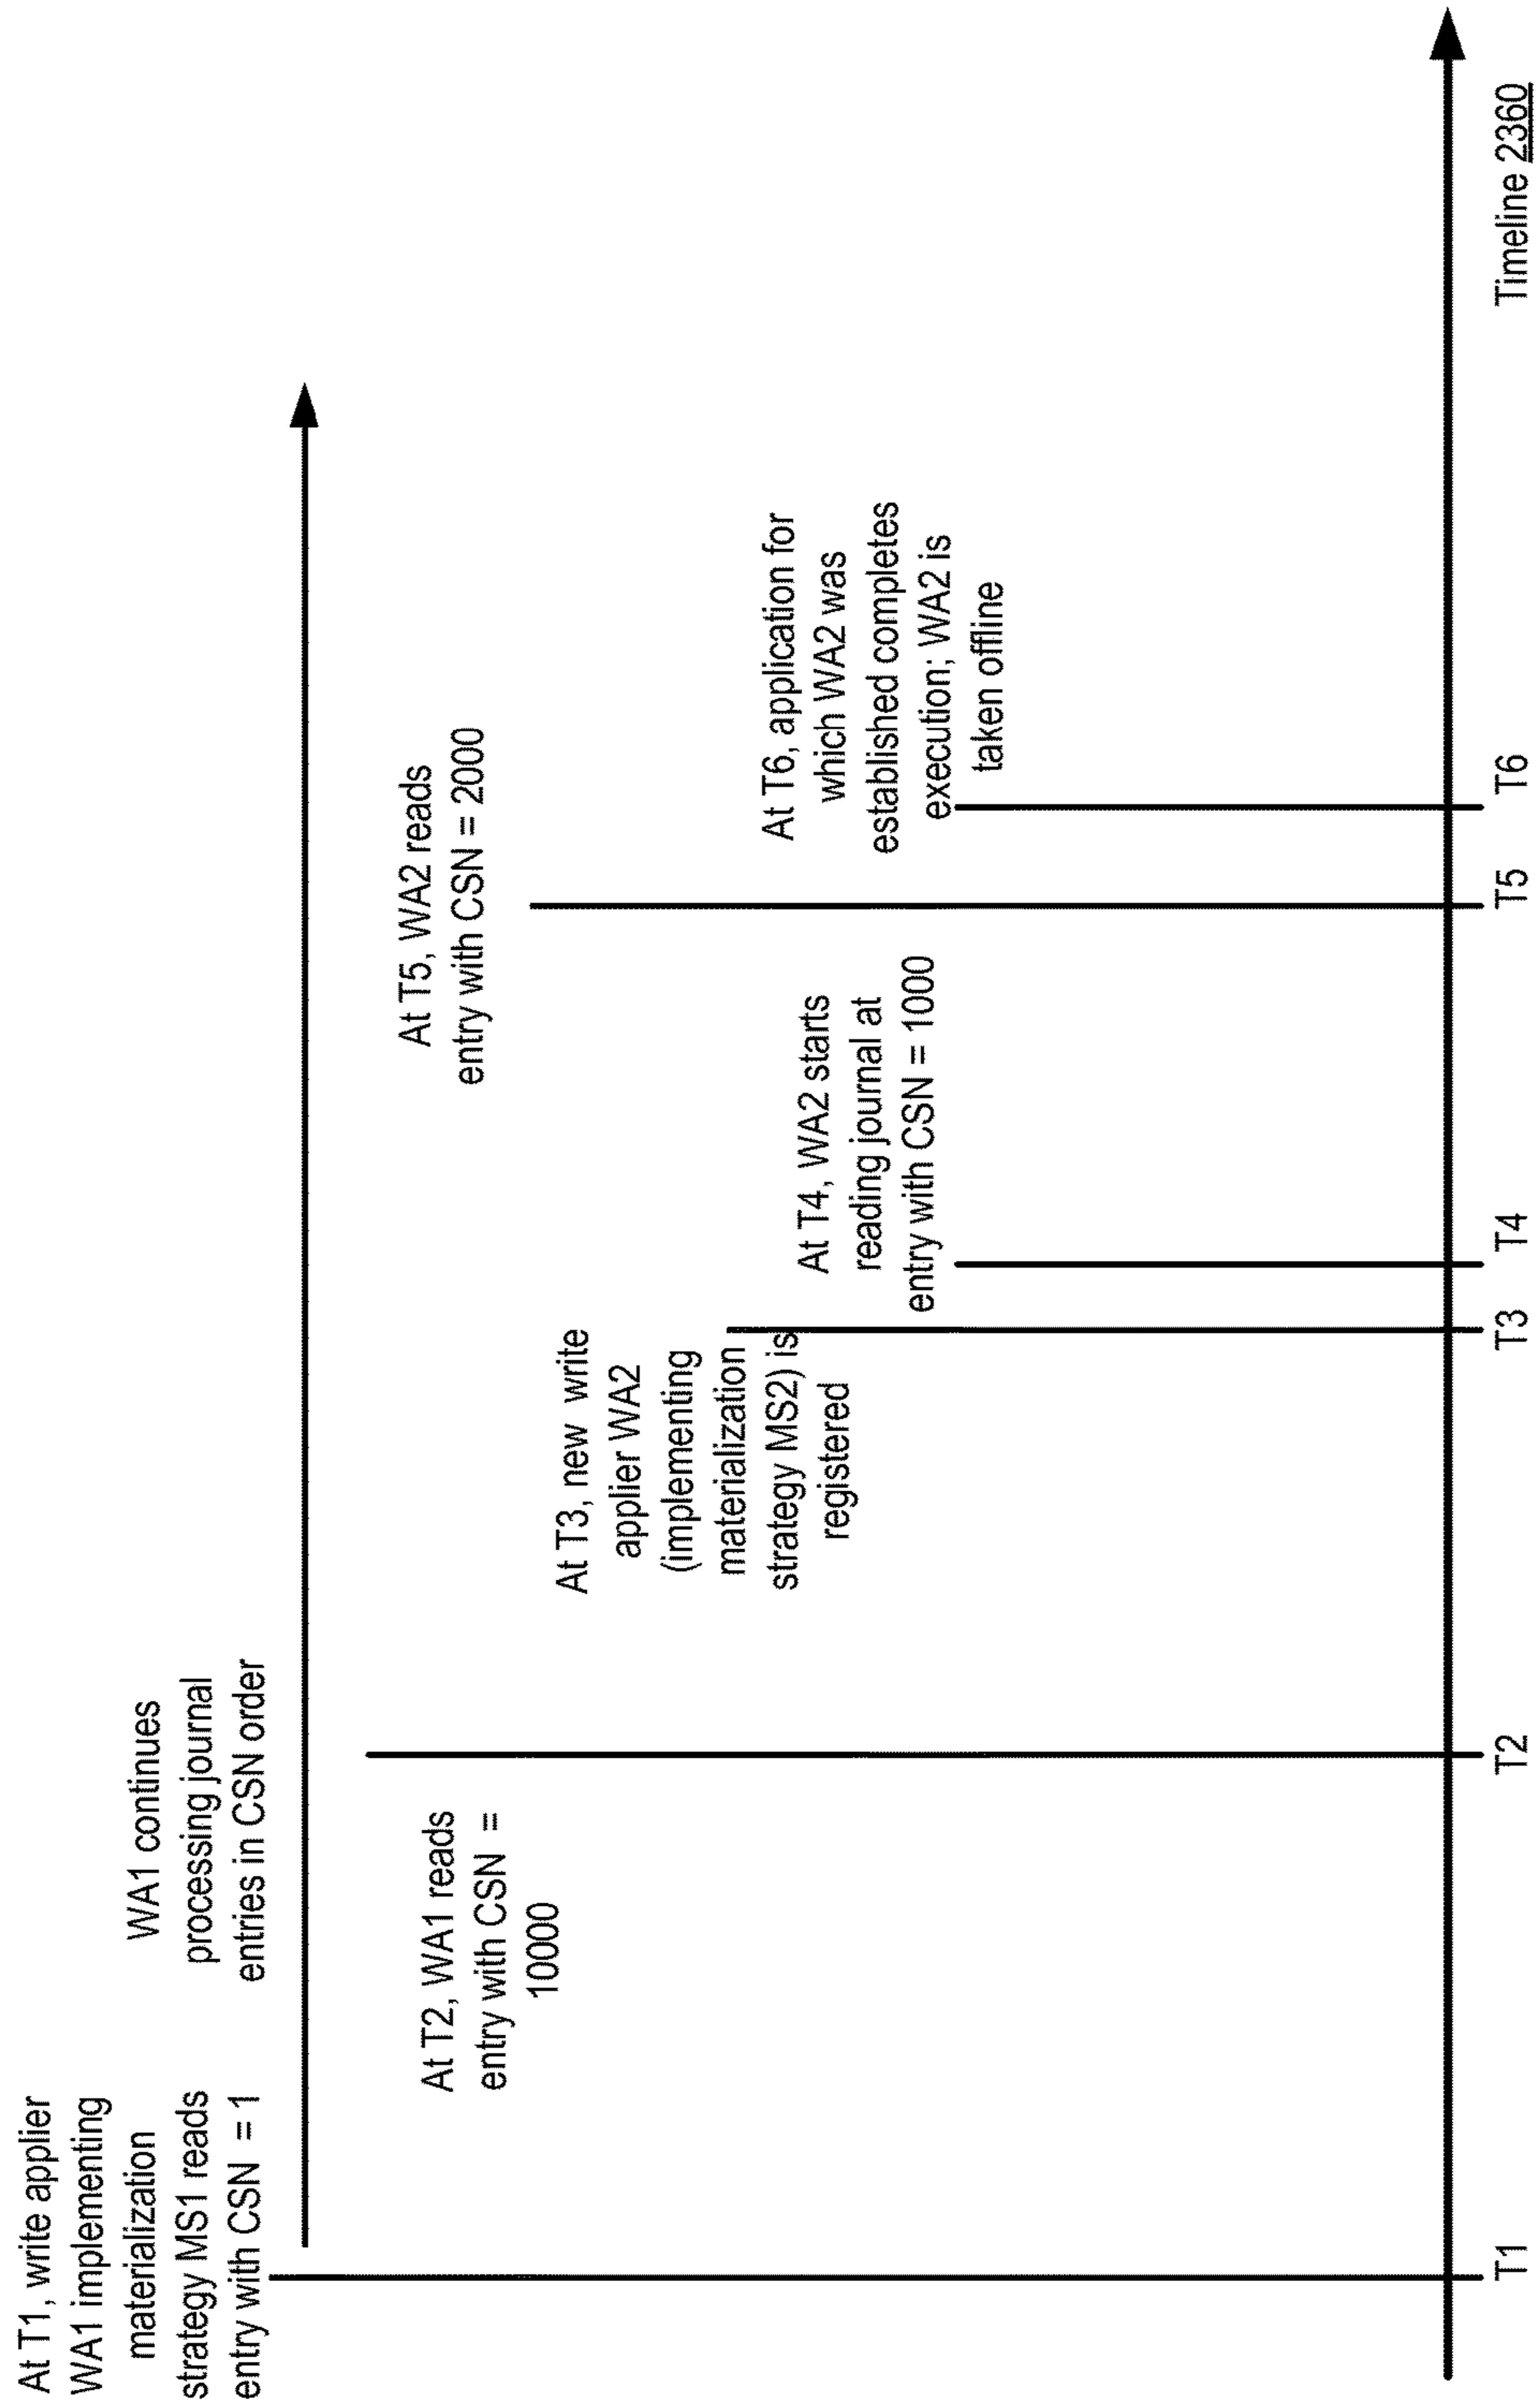 At T1, write applier
WA1 implementing
materialization
strategy MS1 reads
entry with CSN = 1
WA1 continues
processing journal
entries in CSN order
At T2, WA1 reads
entry with CSN =
10000
At T3, new write
applier WA2
(implementing
materialization
strategy MS2) is
registered
At T4, WA2 starts
reading journal at
entry with CSN = 1000
At T5, WA2 reads
entry with CSN = 2000
At T6, application for
which WA2 was
established completes
execution; WA2 is
taken offline
T1
T2
T3
T4
T5
T6
Timeline 2360